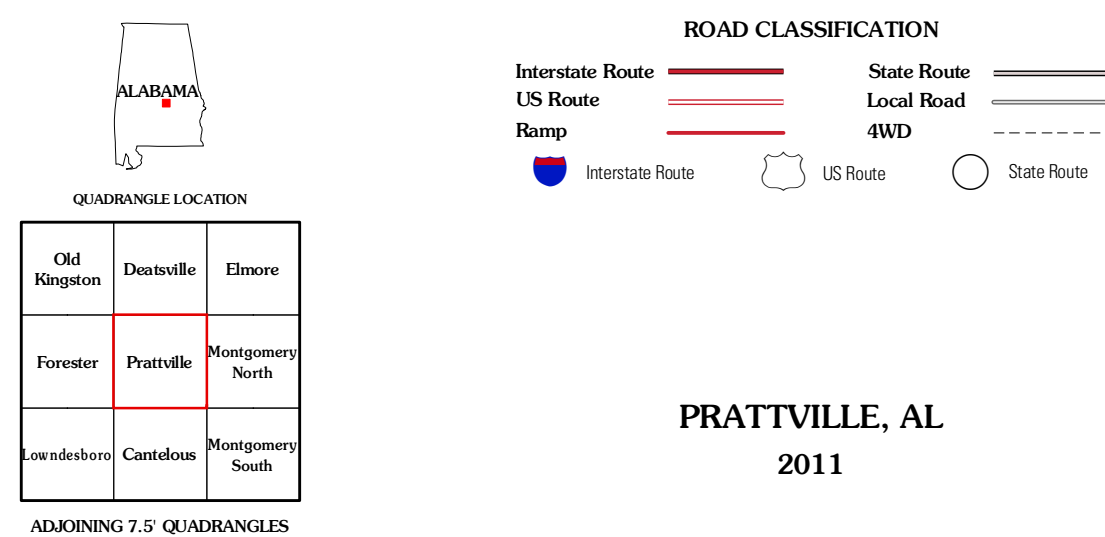 ALABAMA
QUADRANGLE LOCATION
Old
Kingston
Deatsville
Elmore
Forester
Prattville
Montgomery
North
Lowndesboro
Cantelous
Montgomery
South
ADJOINING 7.5' QUADRANGLES
ROAD CLASSIFICATION
Interstate Route
State Route
US Route
Local Road
Ramp
4WD
Interstate Route
US Route
State Route
PRATTVILLE, AL
2011